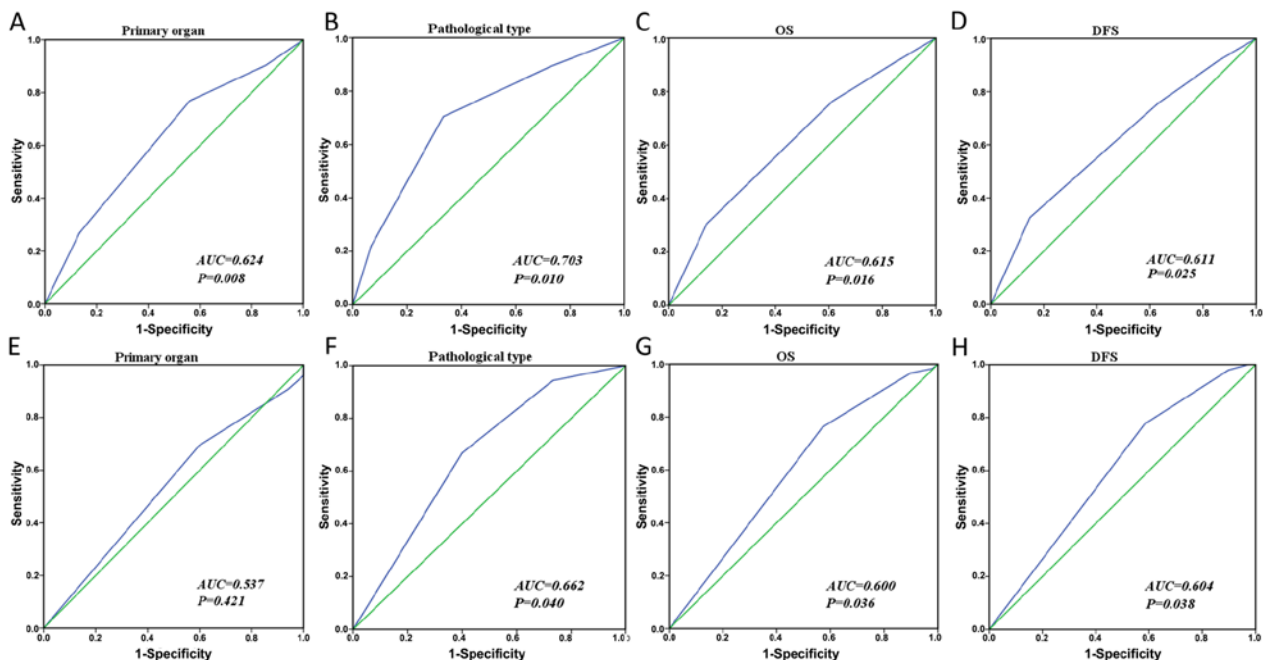 A
Primary organ
1.0
0.8
0.6
0.4
0.2
0.0
Sensitivity
AUC=0.624
P=0.008
0.0 0.2 0.4 0.6 0.8 1.0
1-Specificity
B
Pathological type
1.0
0.8
0.6
0.4
0.2
0.0
Sensitivity
AUC=0.703
P=0.010
0.0 0.2 0.4 0.6 0.8 1.0
1-Specificity
C
OS
1.0
0.8
0.6
0.4
0.2
0.0
Sensitivity
AUC=0.615
P=0.016
0.0 0.2 0.4 0.6 0.8 1.0
1-Specificity
D
DFS
1.0
0.8
0.6
0.4
0.2
0.0
Sensitivity
AUC=0.611
P=0.025
0.0 0.2 0.4 0.6 0.8 1.0
1-Specificity
E
Primary organ
1.0
0.8
0.6
0.4
0.2
0.0
Sensitivity
AUC=0.537
P=0.421
0.0 0.2 0.4 0.6 0.8 1.0
1-Specificity
F
Pathological type
1.0
0.8
0.6
0.4
0.2
0.0
Sensitivity
AUC=0.662
P=0.040
0.0 0.2 0.4 0.6 0.8 1.0
1-Specificity
G
OS
1.0
0.8
0.6
0.4
0.2
0.0
Sensitivity
AUC=0.600
P=0.036
0.0 0.2 0.4 0.6 0.8 1.0
1-Specificity
H
DFS
1.0
0.8
0.6
0.4
0.2
0.0
Sensitivity
AUC=0.604
P=0.038
0.0 0.2 0.4 0.6 0.8 1.0
1-Specificity